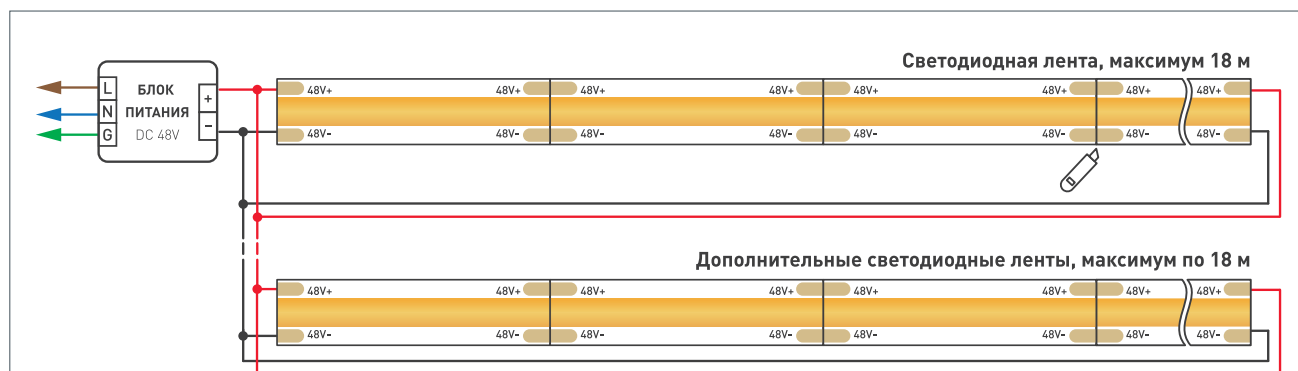 Светодиодная лента, максимум 18 м
L БЛОК +
N ПИТАНИЯ
G DC 48V −
48V+ 48V+ 48V+ 48V+ 48V+ 48V+ 48V+ 48V+
48V- 48V- 48V- 48V- 48V- 48V- 48V- 48V-
Дополнительные светодиодные ленты, максимум по 18 м
48V+ 48V+ 48V+ 48V+ 48V+ 48V+ 48V+ 48V+
48V- 48V- 48V- 48V- 48V- 48V- 48V- 48V-